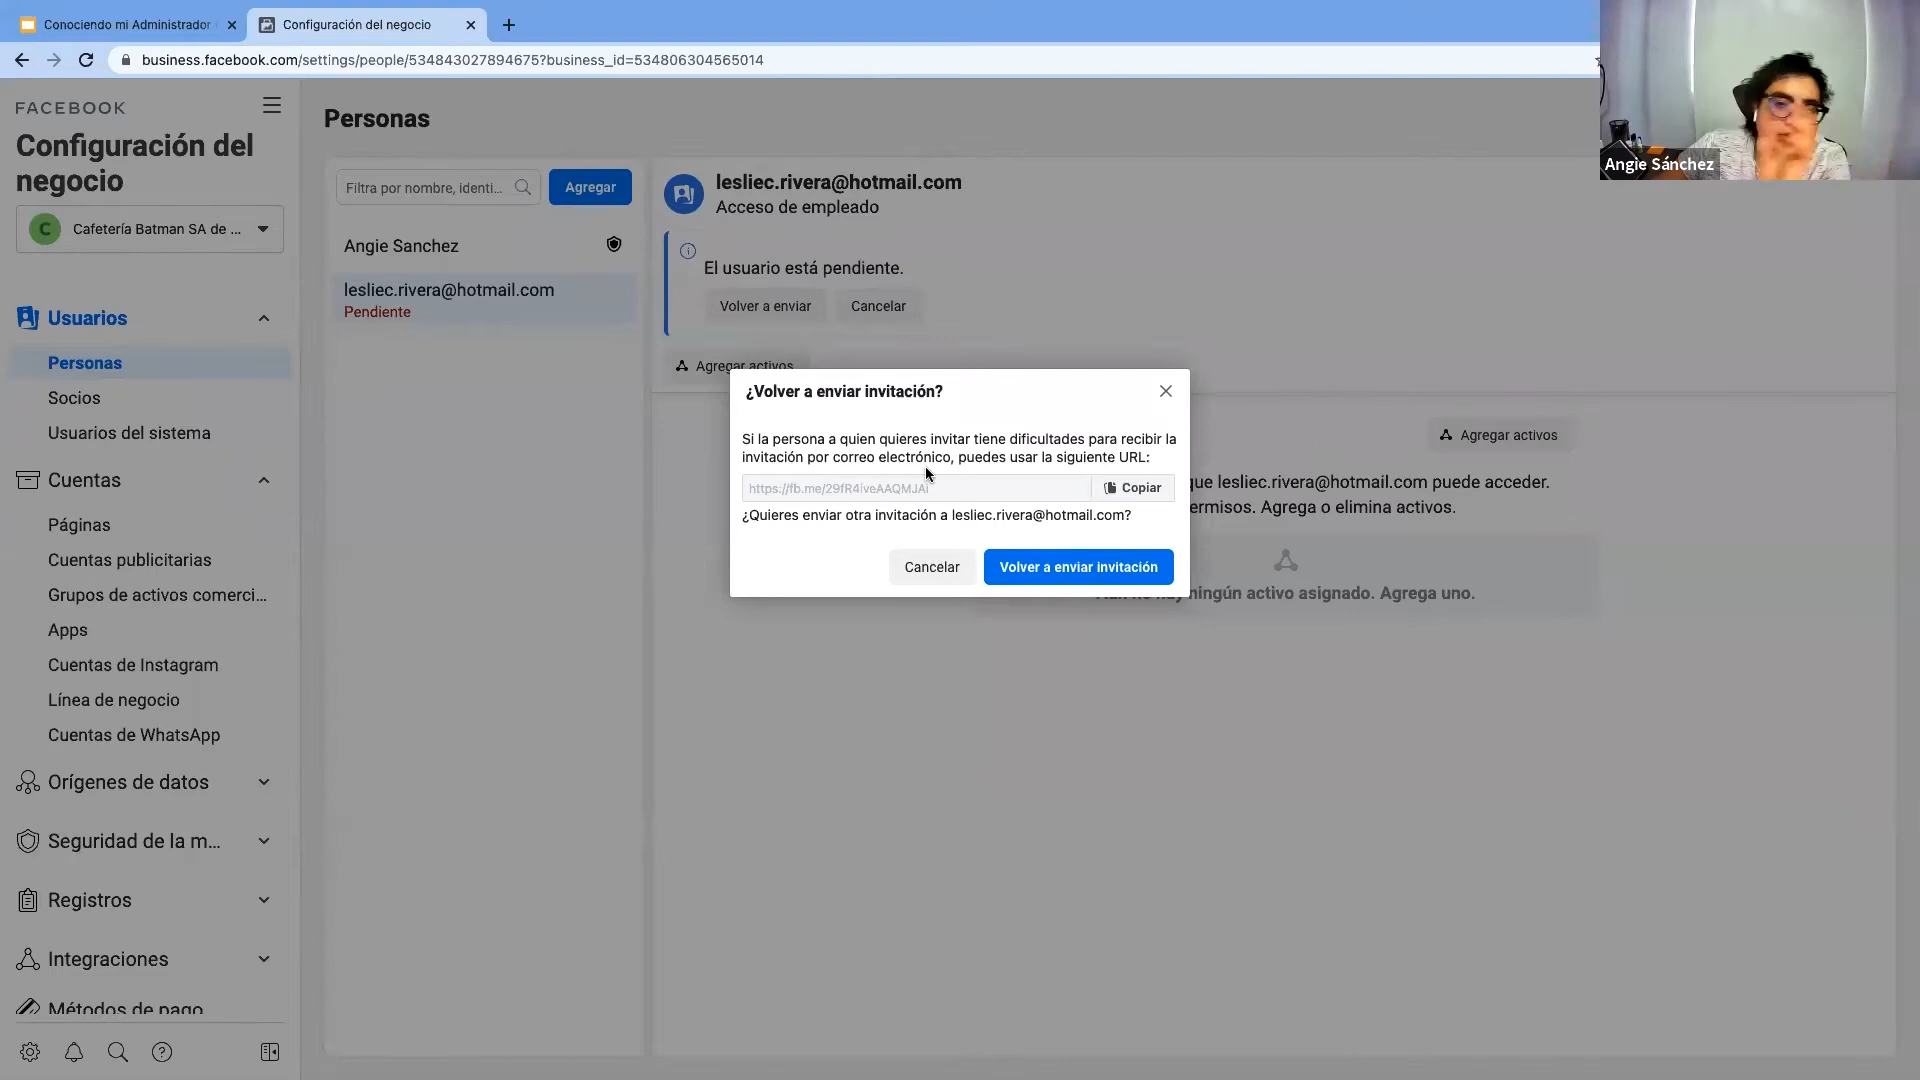 Conociendo mi Administrador
Configuración del negocio
business.facebook.com/settings/people/534843027894675?business_id=534806304565014
Angie Sánchez
FACEBOOK
Configuración del
negocio
C
Cafetería Batman SA de ...
Usuarios
Personas
Socios
Usuarios del sistema
Cuentas
Páginas
Cuentas publicitarias
Grupos de activos comerci...
Apps
Cuentas de Instagram
Línea de negocio
Cuentas de WhatsApp
Orígenes de datos
Seguridad de la m...
Registros
Integraciones
Métodos de pago
Personas
Filtra por nombre, identi...
Agregar
Angie Sanchez
lesliec.rivera@hotmail.com
Pendiente
lesliec.rivera@hotmail.com
Acceso de empleado
El usuario está pendiente.
Volver a enviar
Cancelar
Agregar activos
¿Volver a enviar invitación?
Si la persona a quien quieres invitar tiene dificultades para recibir la
invitación por correo electrónico, puedes usar la siguiente URL:
Copiar
¿Quieres enviar otra invitación a lesliec.rivera@hotmail.com?
Cancelar
Volver a enviar invitación
Agregar activos
que lesliec.rivera@hotmail.com puede acceder.
ermisos. Agrega o elimina activos.
ningún activo asignado. Agrega uno.